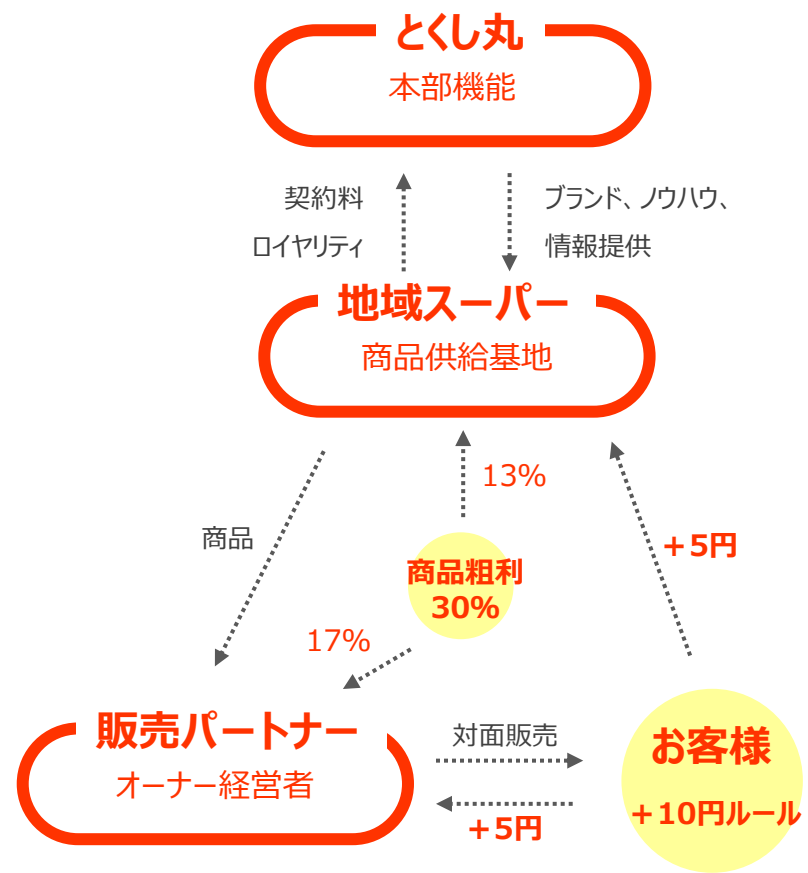 とくし丸
本部機能
契約料
ロイヤリティ
ブランド、ノウハウ、
情報提供
地域スーパー
商品供給基地
13%
商品
商品粗利
30%
17%
+5円
販売パートナー
オーナー経営者
対面販売
+5円
お客様
+10円ルール